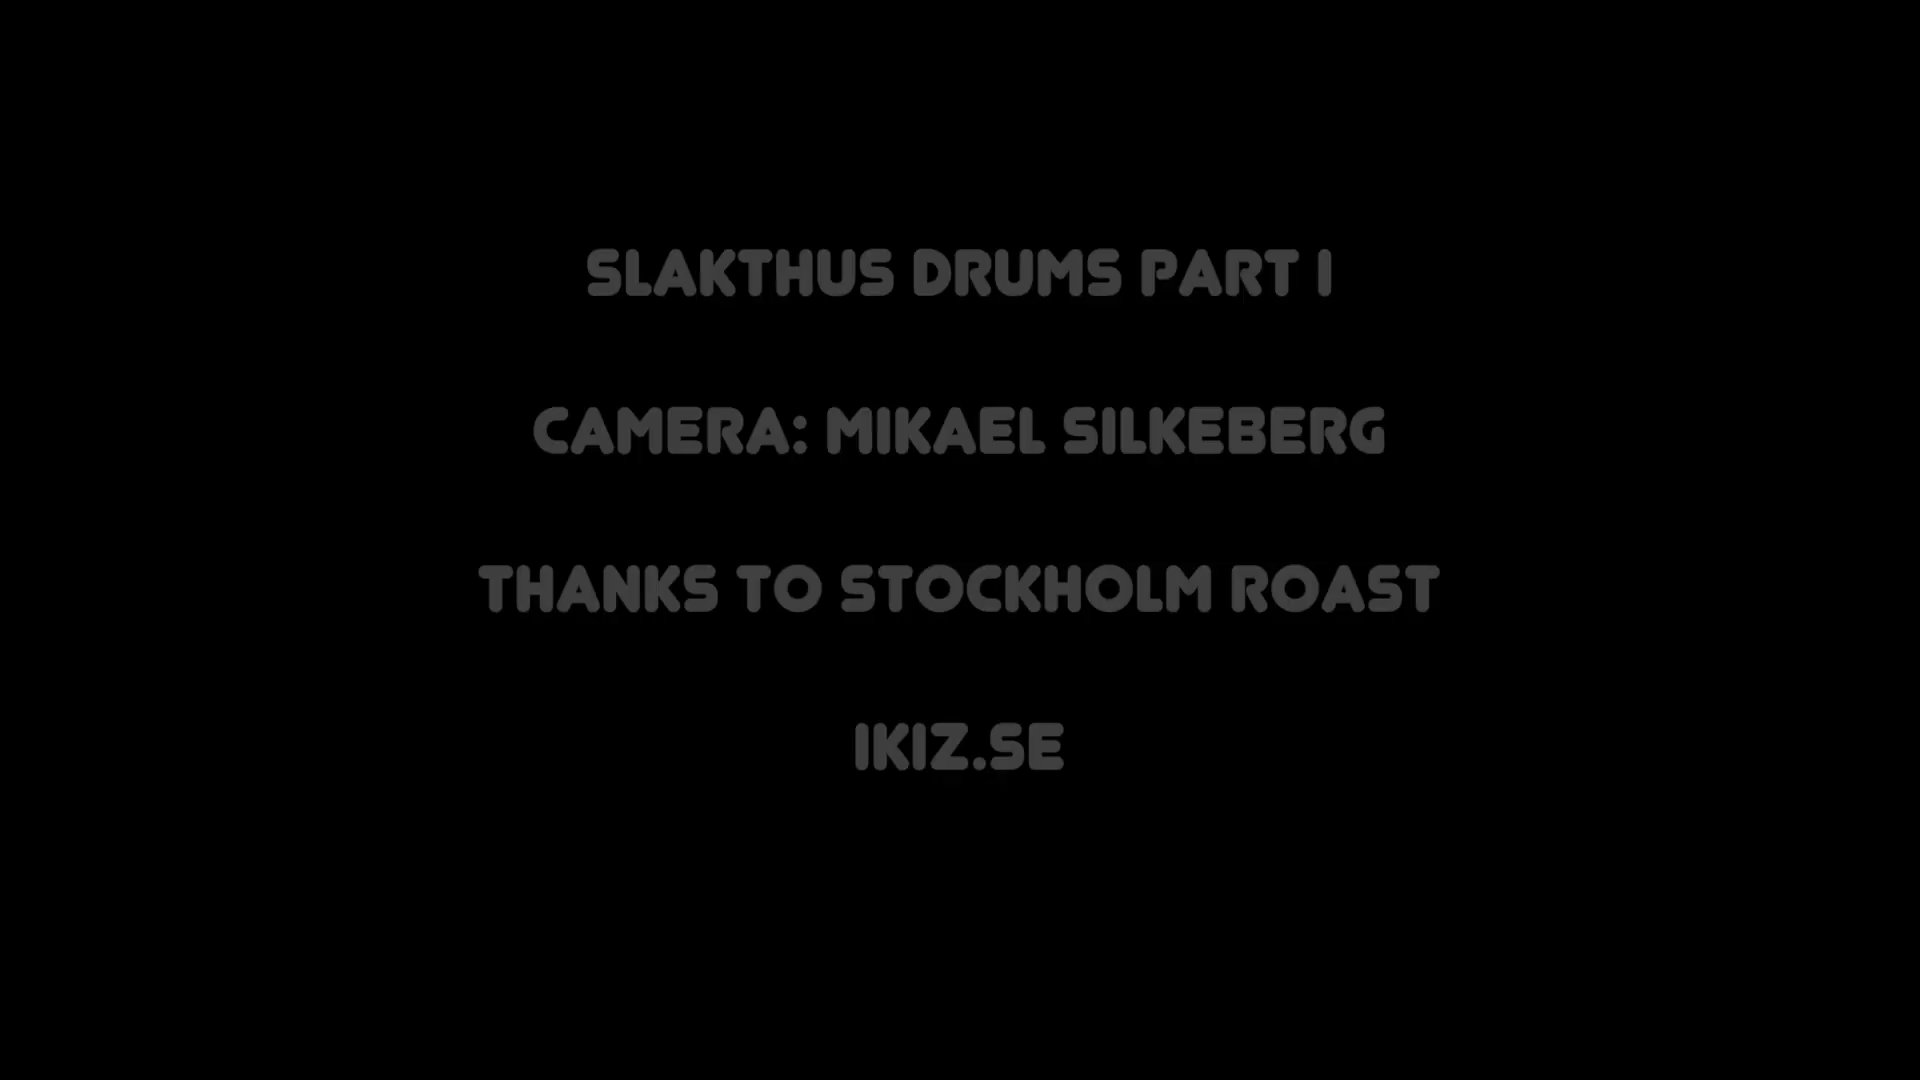 SLAKTHUS DRUMS PART I
CAMERA: MIKAEL SILKEBERG
THANKS TO STOCKHOLM ROAST
IKIZ.SE